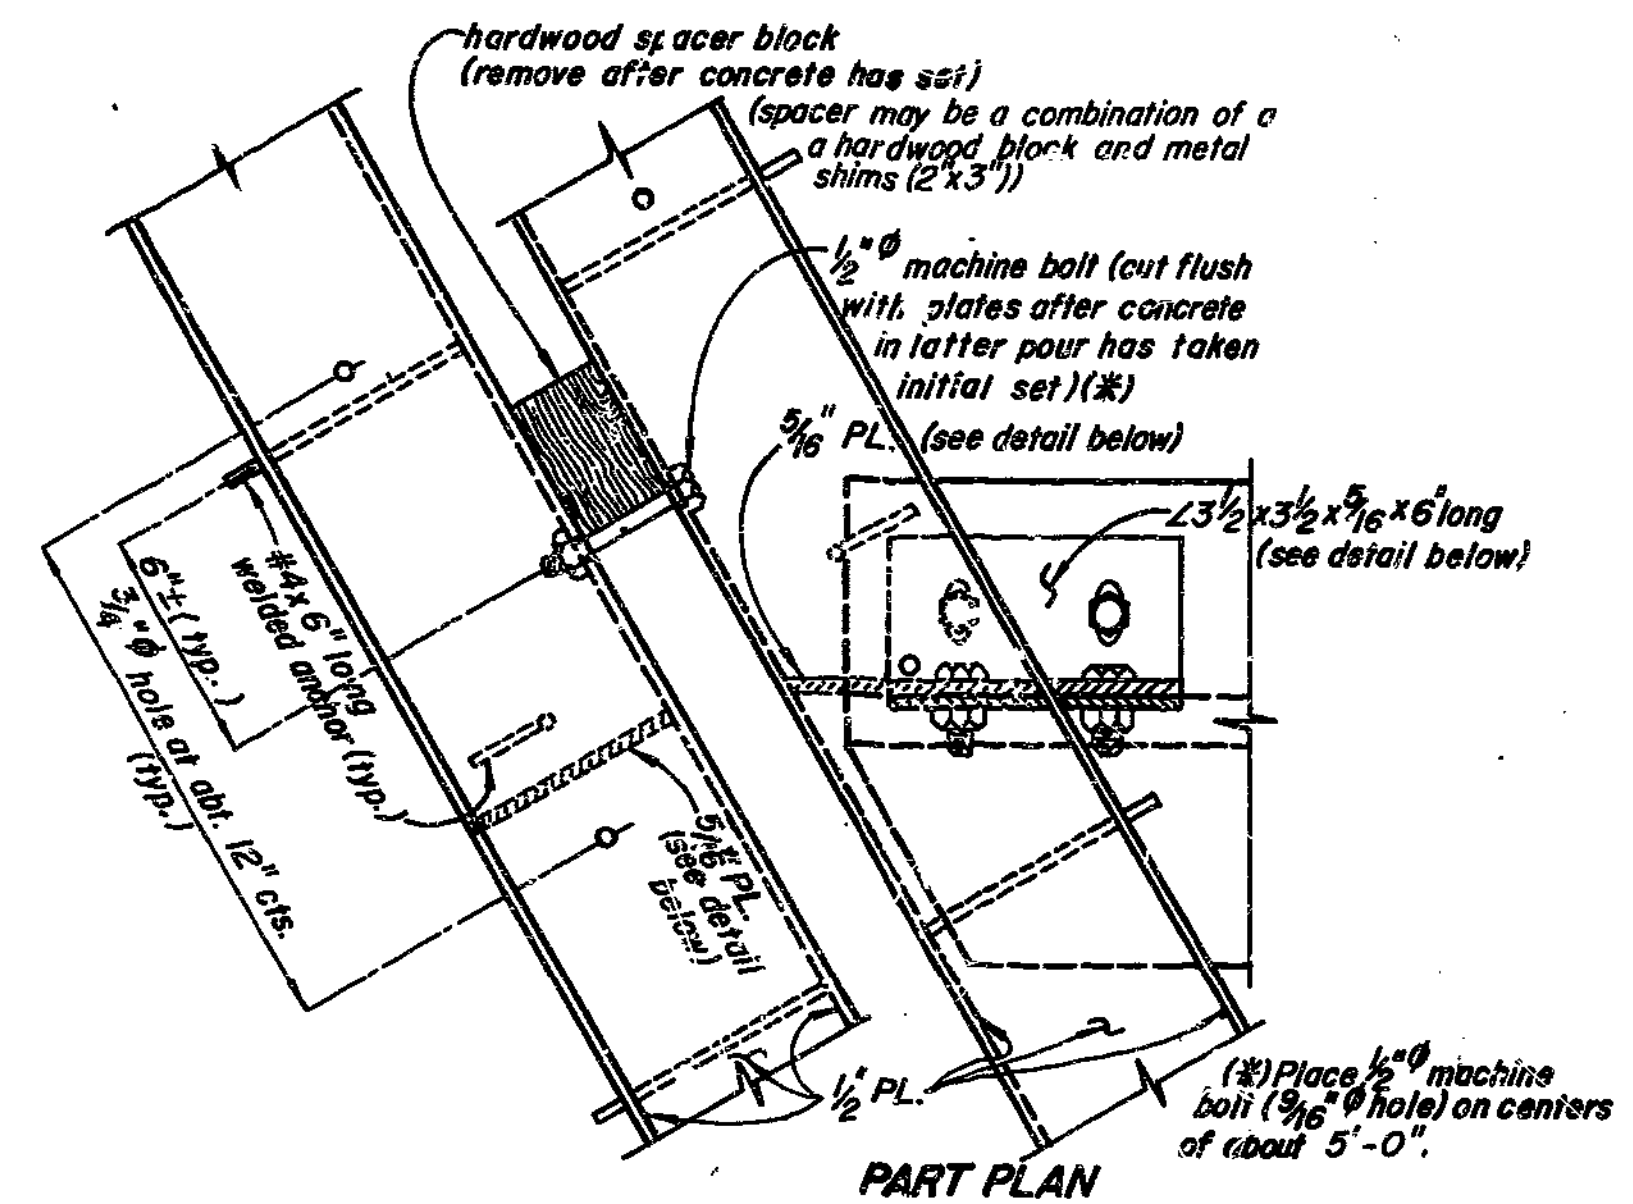 hardwood spacer block
(remove after concrete has set)
(spacer may be a combination of a
a hardwood block and metal
shims (2"x3"))
1/2"ø machine bolt (cut flush
with plates after concrete
in latter pour has taken
initial set)(*)
5/16" PL. (see detail below)
∠3 1/2 x3 1/2 x 5/16 x 6" long
(see detail below)
#4 x 6" long
welded anchor (typ.)
6"± (typ.)
3/4"ø hole at abt. 12" cts.
(typ.)
5/16" PL.
(see detail
below)
1/2" PL.
(*) Place 1/2"ø machine
bolt (9/16"ø hole) on centers
of about 5'-0".
PART PLAN